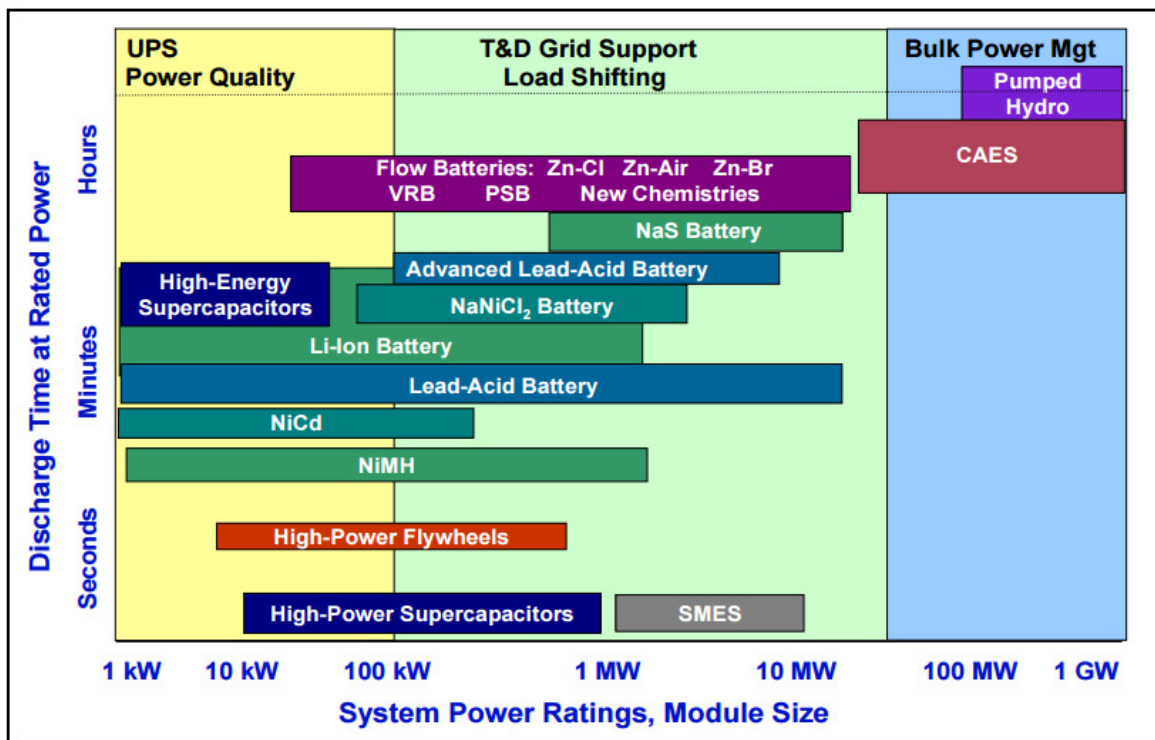 UPS
Power Quality
T&D Grid Support
Load Shifting
Bulk Power Mgt
Pumped
Hydro
CAES
Flow Batteries: Zn-Cl Zn-Air Zn-Br
VRB PSB New Chemistries
NaS Battery
Advanced Lead-Acid Battery
High-Energy
Supercapacitors
NaNiCl₂ Battery
Li-Ion Battery
Lead-Acid Battery
NiCd
NiMH
High-Power Flywheels
High-Power Supercapacitors
SMES
Discharge Time at Rated Power
Hours
Minutes
Seconds
1 kW 10 kW 100 kW 1 MW 10 MW 100 MW 1 GW
System Power Ratings, Module Size